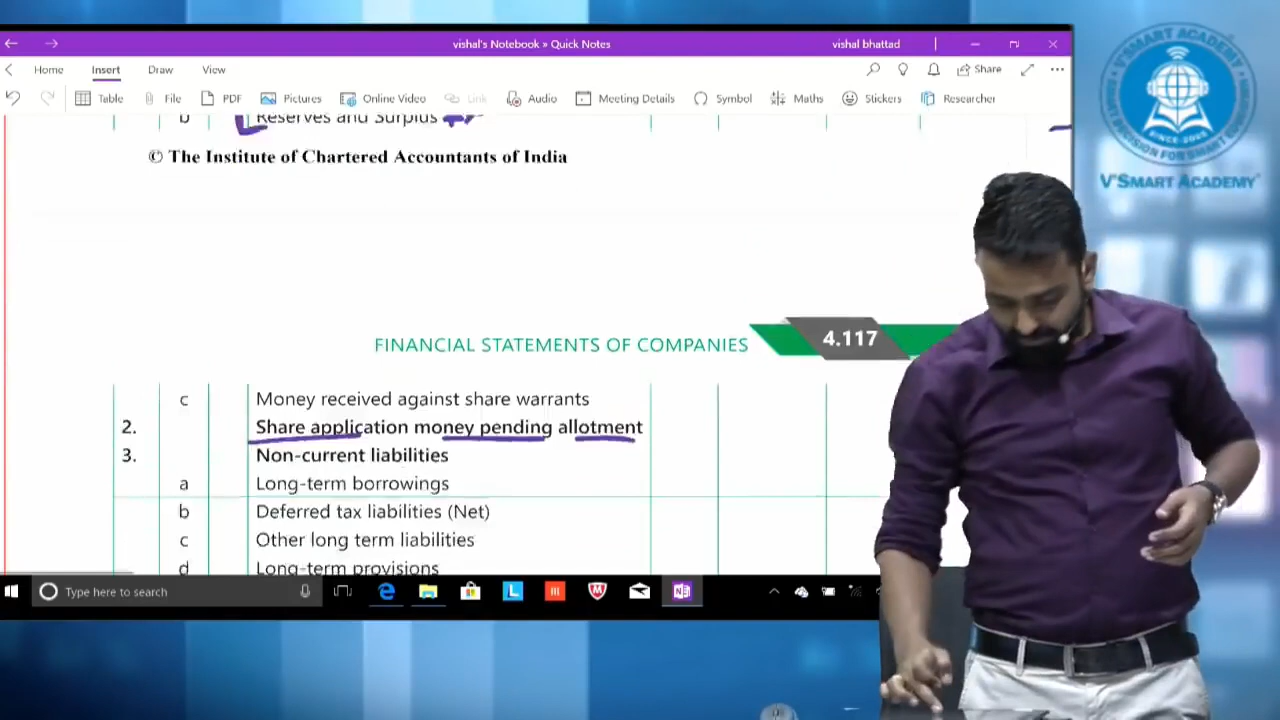 vishal's Notebook » Quick Notes
vishal bhattad
Home Insert Draw View
Share
Table File PDF Pictures Online Video Link Audio Meeting Details Symbol Maths Stickers Researcher
b Reserves and Surplus
© The Institute of Chartered Accountants of India
FINANCIAL STATEMENTS OF COMPANIES 4.117
c Money received against share warrants
2. Share application money pending allotment
3. Non-current liabilities
a Long-term borrowings
b Deferred tax liabilities (Net)
c Other long term liabilities
d Long-term provisions
Type here to search
V'SMART ACADEMY
SINCE-2005
V'SMART ACADEMY